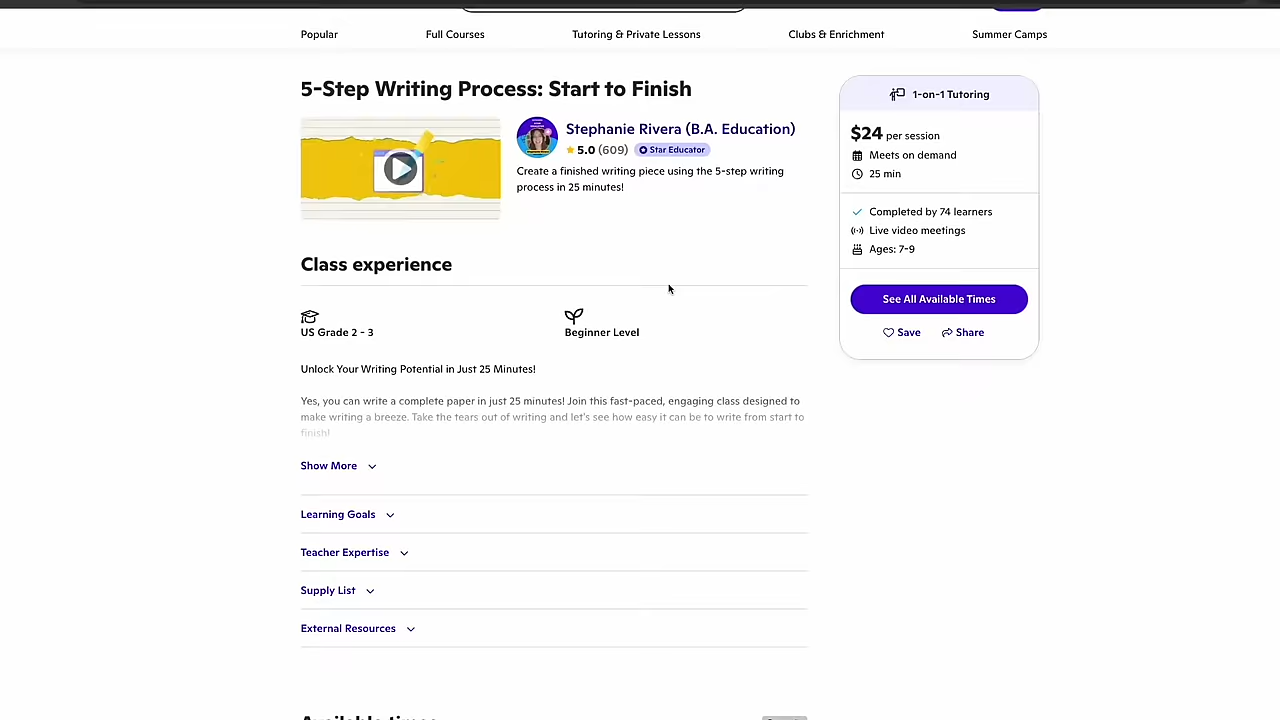 Popular Full Courses Tutoring & Private Lessons Clubs & Enrichment Summer Camps
5-Step Writing Process: Start to Finish
Stephanie Rivera (B.A. Education)
5.0 (609) Star Educator
Create a finished writing piece using the 5-step writing
process in 25 minutes!
1-on-1 Tutoring
$24 per session
Meets on demand
25 min
Completed by 74 learners
Live video meetings
Ages: 7-9
See All Available Times
Save Share
Class experience
US Grade 2 - 3
Beginner Level
Unlock Your Writing Potential in Just 25 Minutes!
Yes, you can write a complete paper in just 25 minutes! Join this fast-paced, engaging class designed to
make writing a breeze. Take the tears out of writing and let's see how easy it can be to write from start to
finish!
Show More
Learning Goals
Teacher Expertise
Supply List
External Resources
Available times